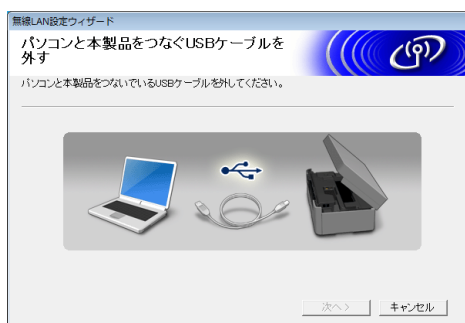 無線LAN設定ウィザード
パソコンと本製品をつなぐUSBケーブルを
外す
パソコンと本製品をつないでいるUSBケーブルを外してください。
次へ >
キャンセル